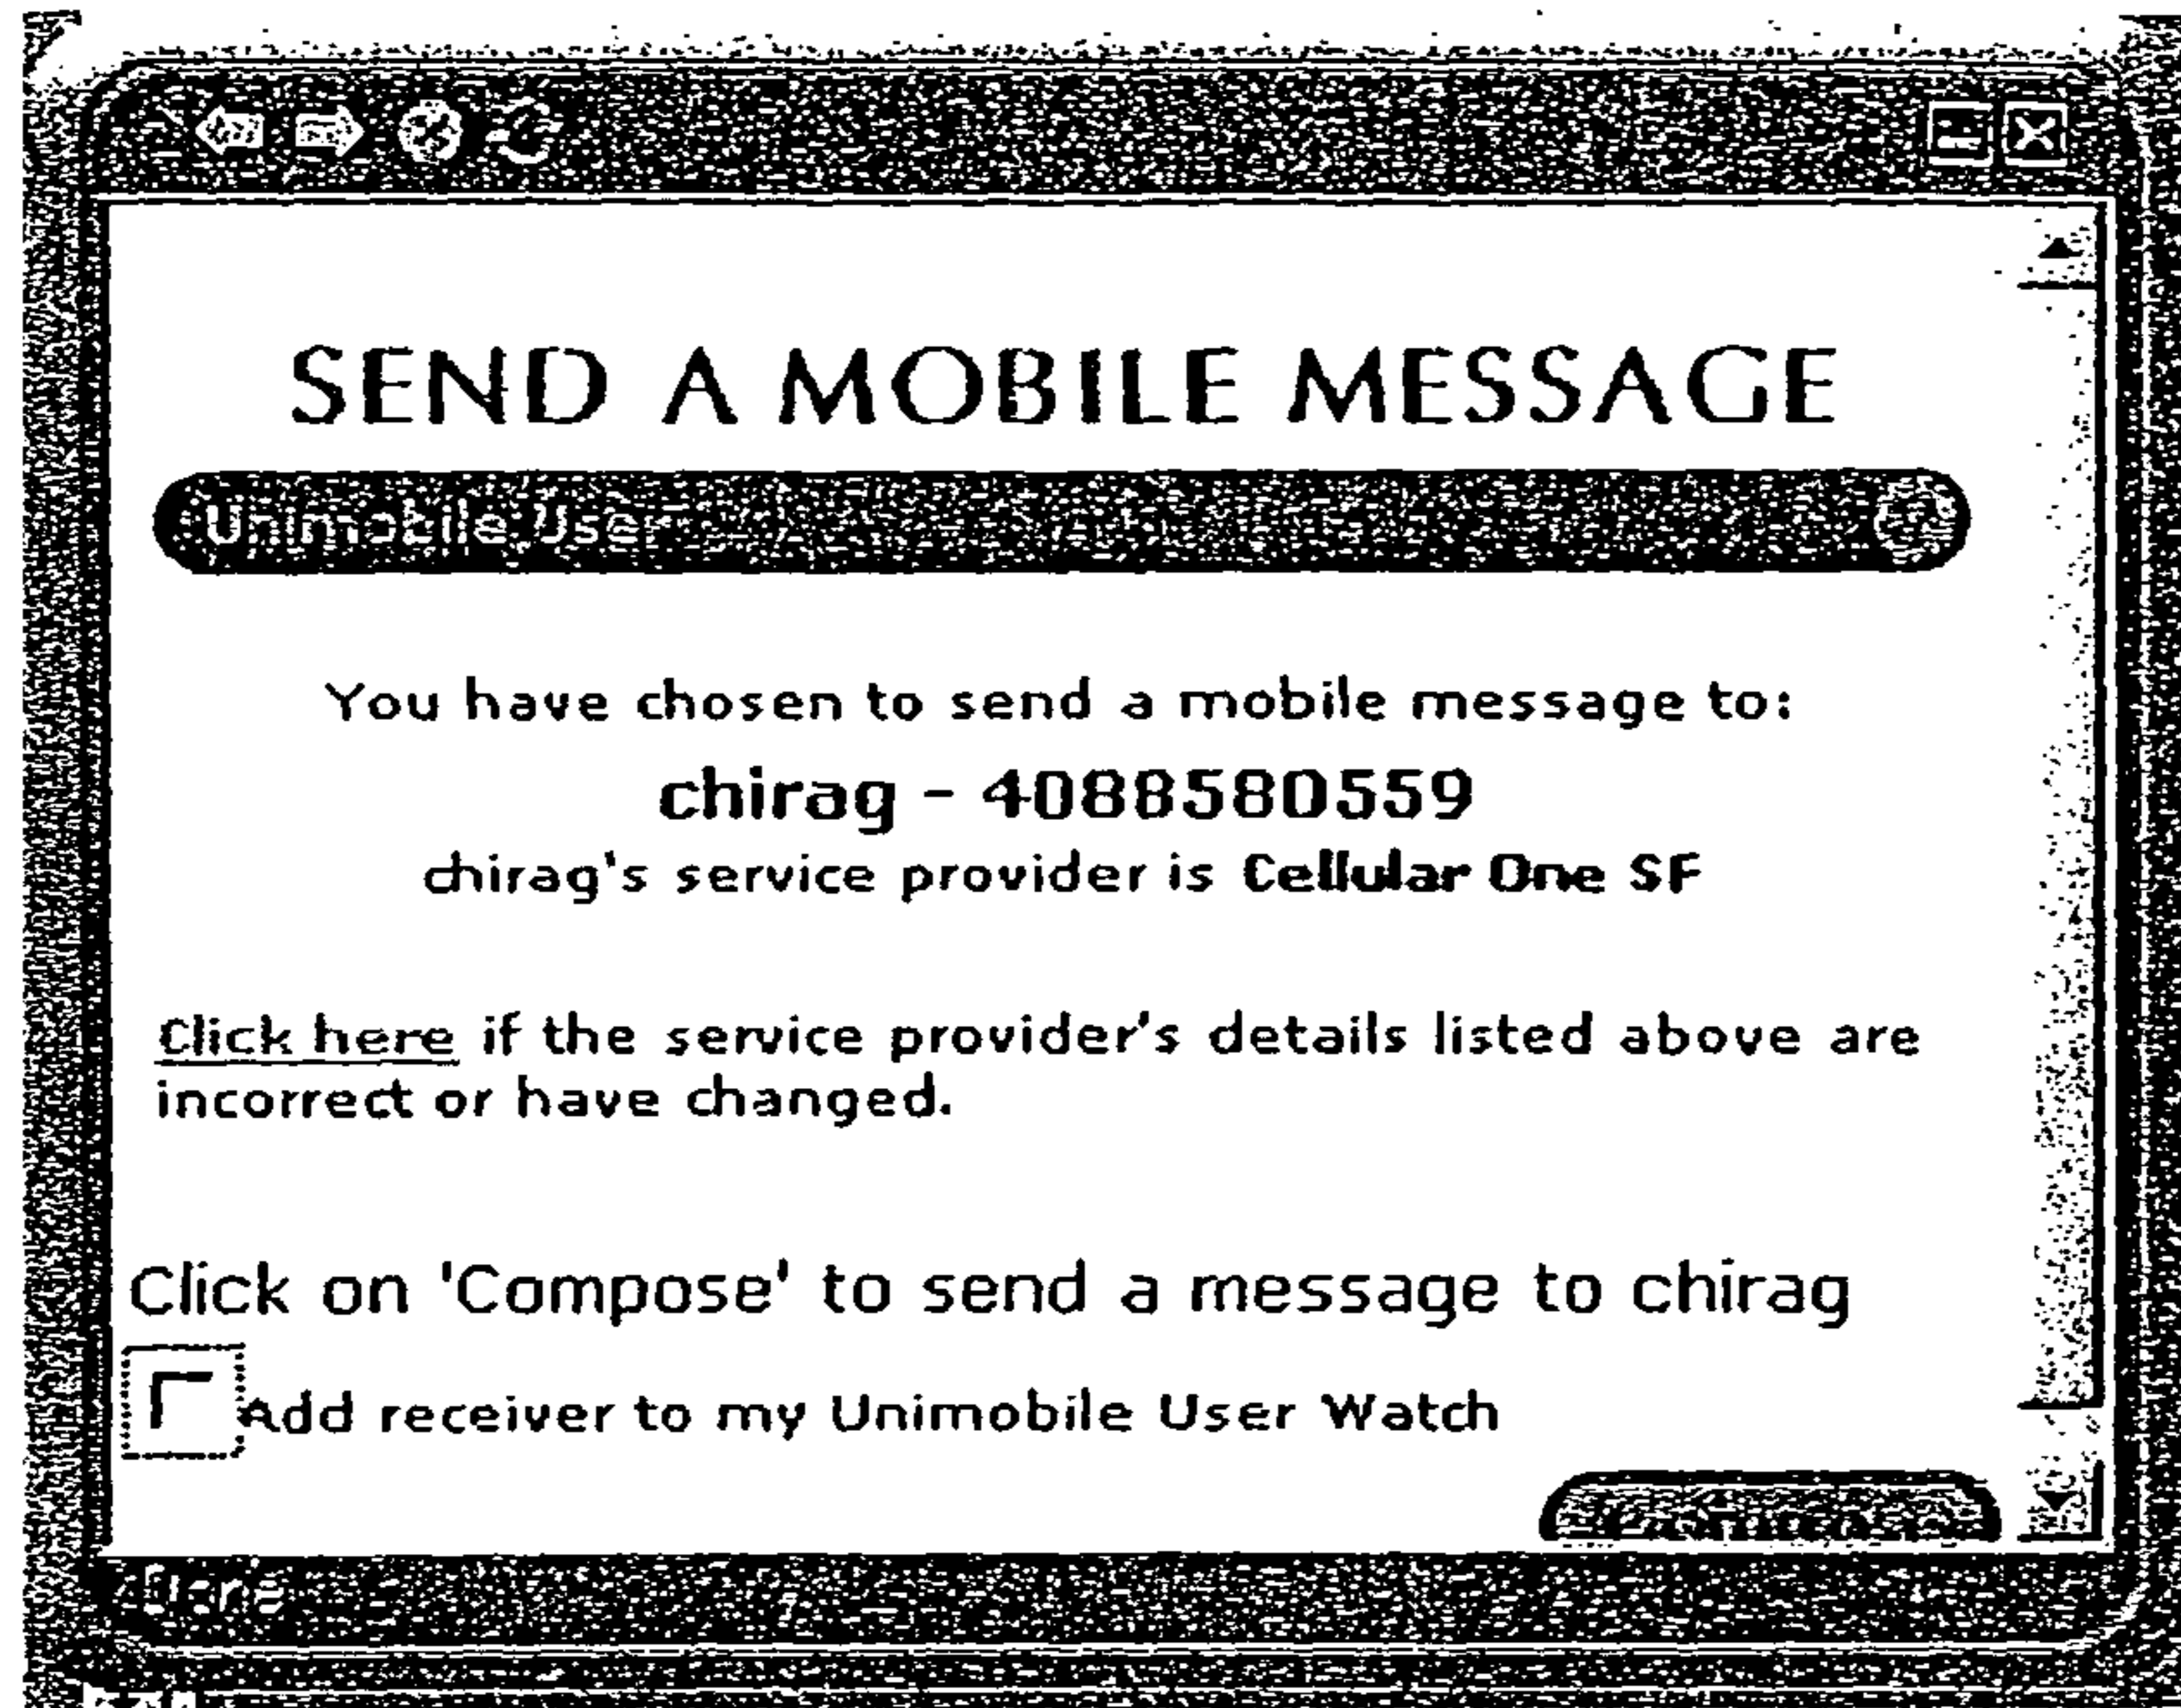 SEND A MOBILE MESSAGE
Unimobile User
You have chosen to send a mobile message to:
chirag - 4088580559
chirag's service provider is Cellular One SF
Click here if the service provider's details listed above are
incorrect or have changed.
Click on 'Compose' to send a message to chirag
Add receiver to my Unimobile User Watch
Done